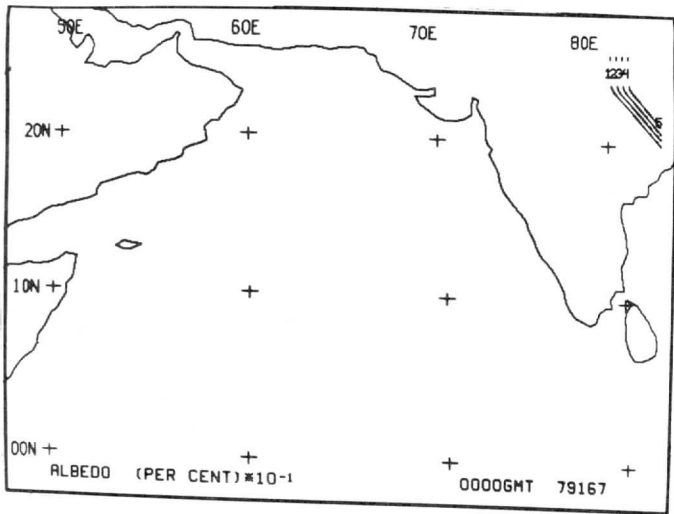 50E 60E 70E 80E
1234
5
20N
10N
00N
ALBEDO (PER CENT)*10-1 0000GMT 79167